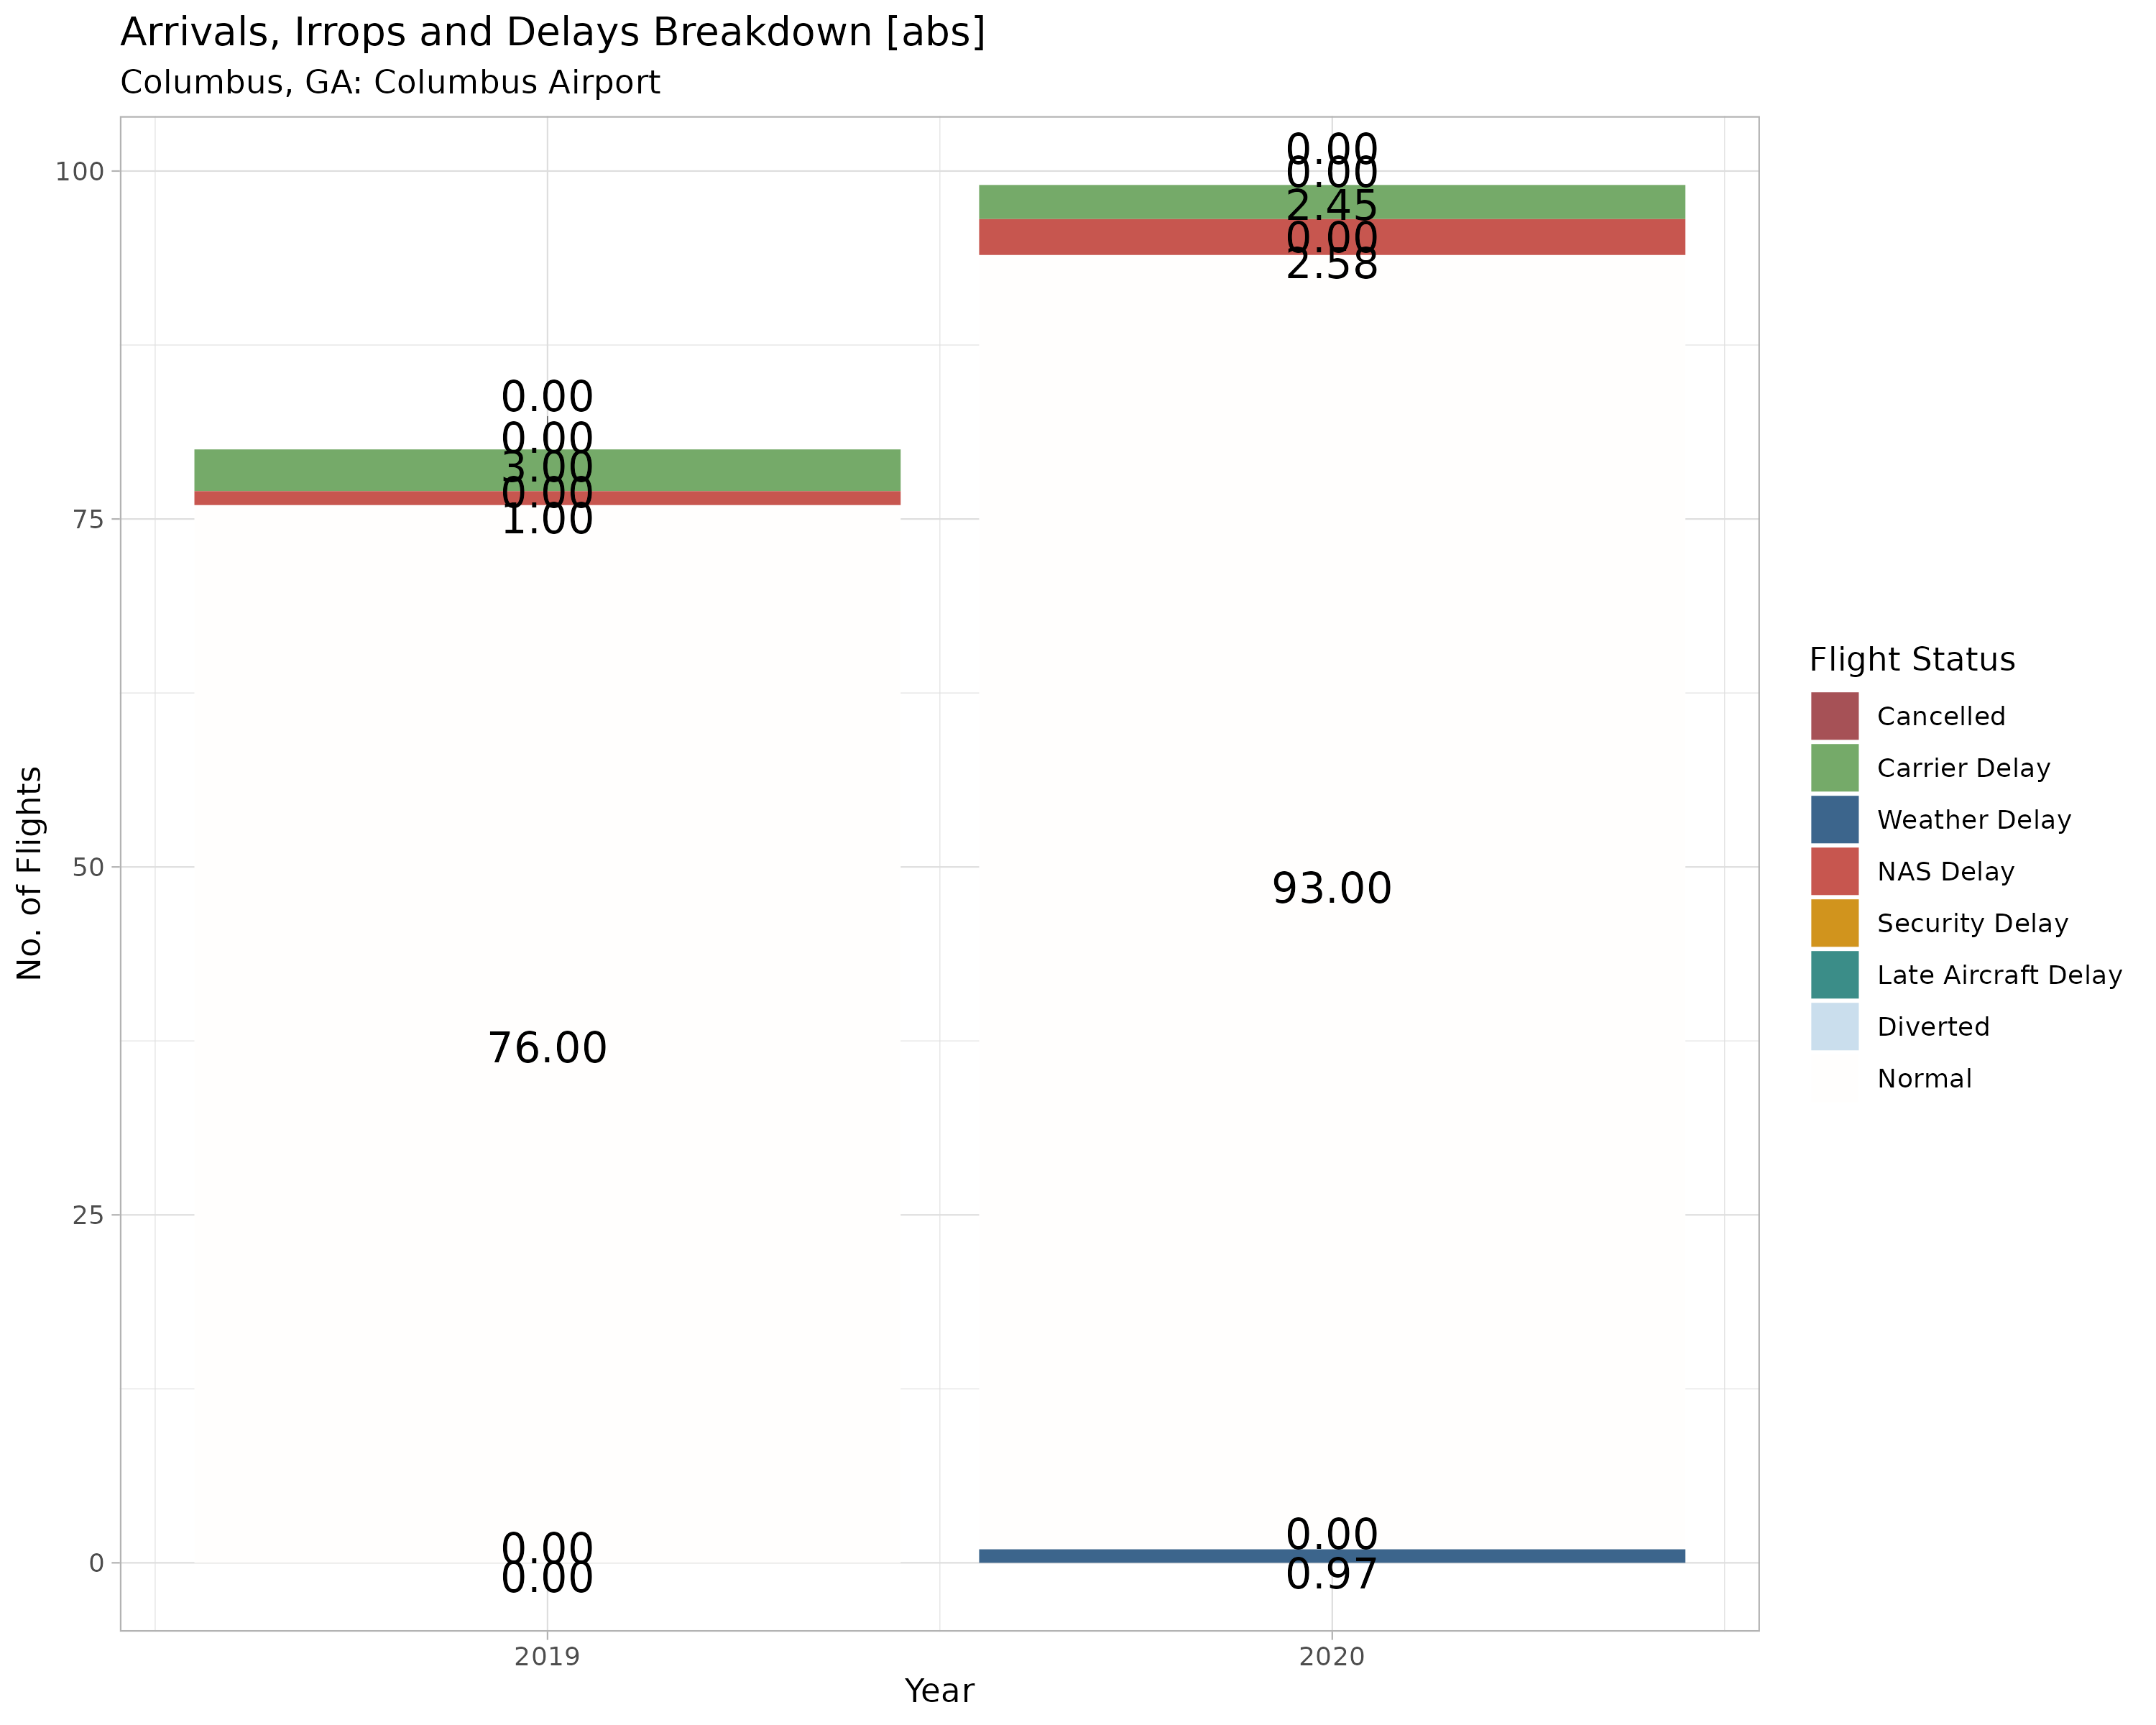 Arrivals, Irrops and Delays Breakdown [abs]
Columbus, GA: Columbus Airport
No. of Flights
100
75
50
25
0
0.00
0.00
3.00
0.00
1.00
76.00
0.00
0.00
0.00
0.00
2.45
0.00
2.58
93.00
0.00
0.97
2019
2020
Year
Flight Status
Cancelled
Carrier Delay
Weather Delay
NAS Delay
Security Delay
Late Aircraft Delay
Diverted
Normal